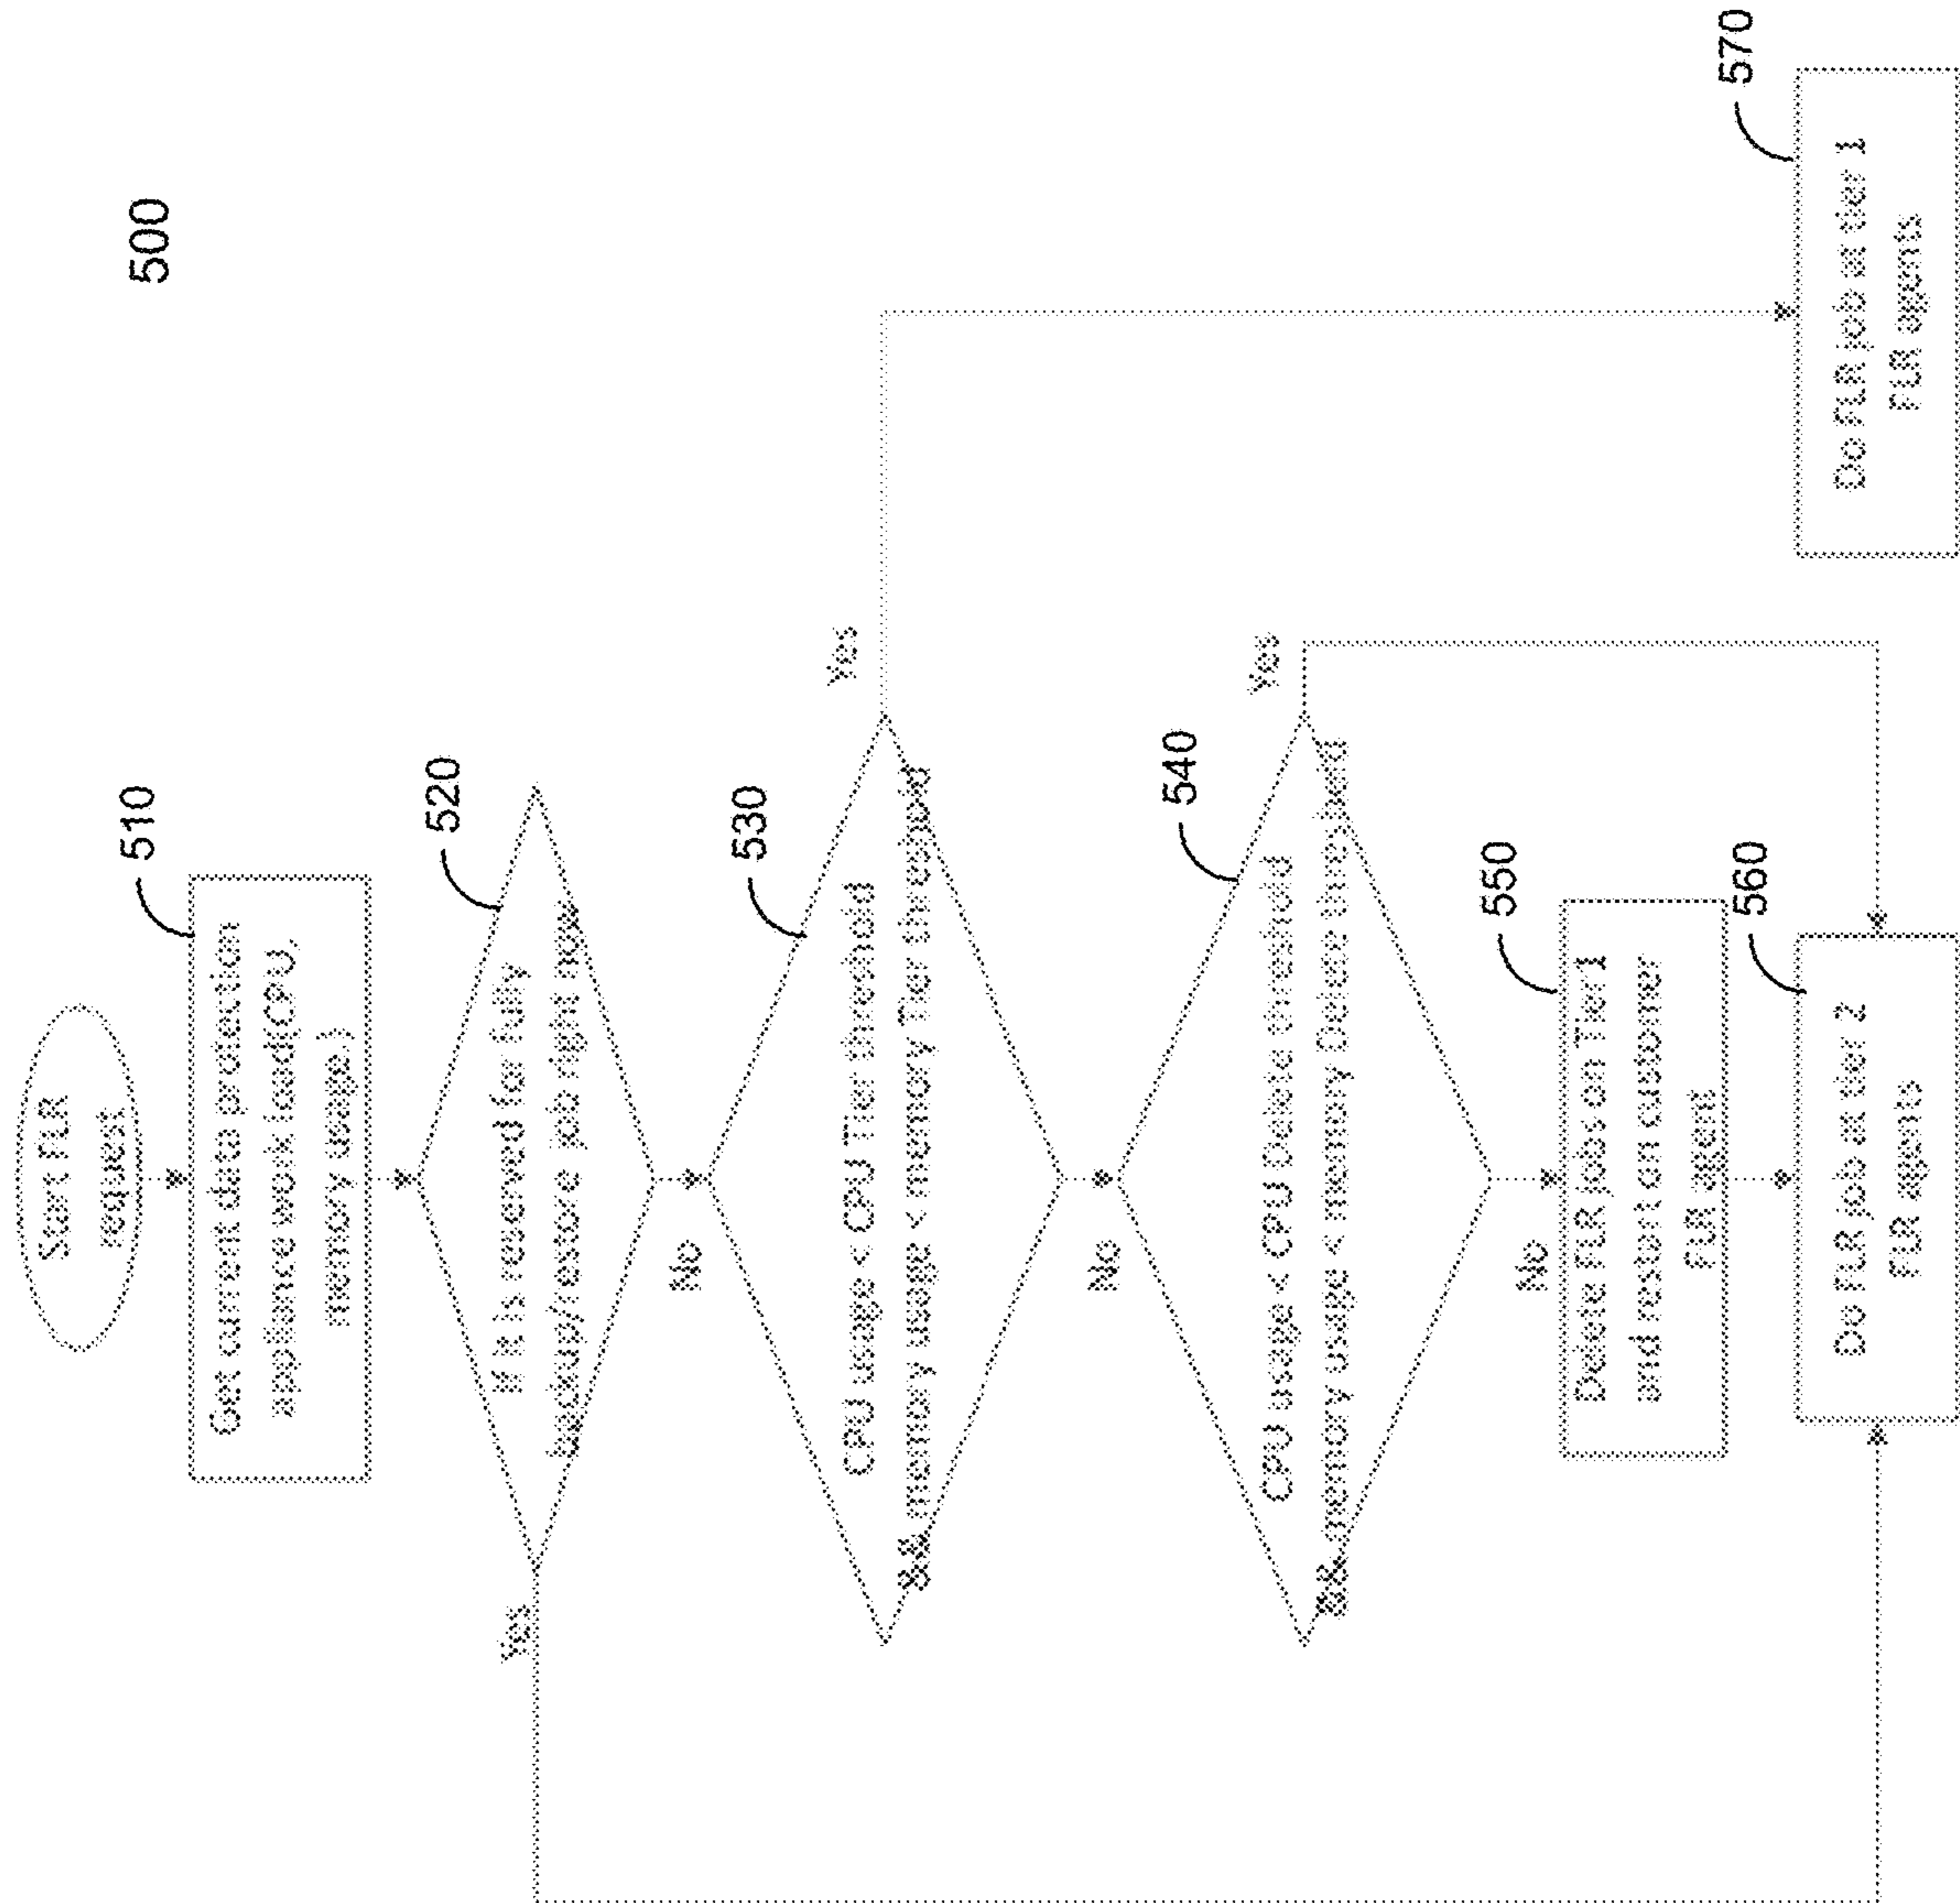 500
Start FLR
request
510
Get current data protection
appliance work load(CPU,
memory usage.)
520
If it is reserved for fully
backup/restore job right now
Yes
No
530
CPU usage < CPU Tier threshold
&& memory usage < memory Tier threshold
Yes
No
540
CPU usage < CPU Delete threshold
&& memory usage < memory Delete threshold
Yes
No
550
Delete FLR jobs on Tier1
and restart on customer
FLR agent
560
Do FLR job at tier 2
FLR agents
570
Do FLR job at tier 1
FLR agents